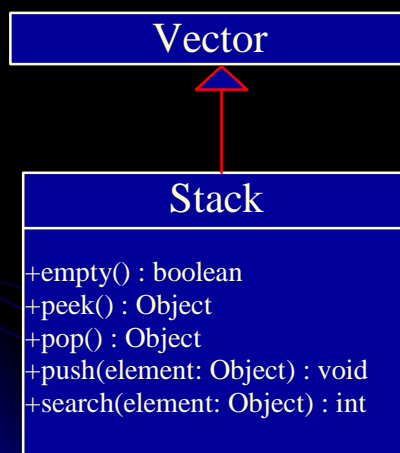 Vector
Stack
+empty() : boolean
+peek() : Object
+pop() : Object
+push(element: Object) : void
+search(element: Object) : int